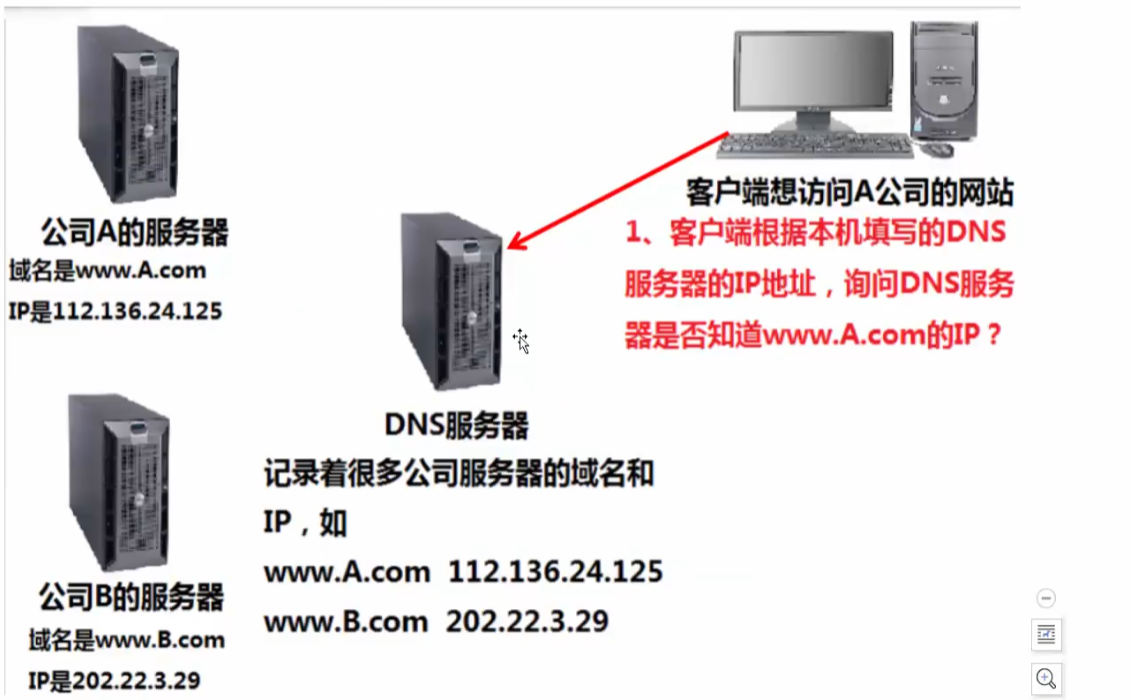 公司A的服务器
域名是www.A.com
IP是112.136.24.125
客户端想访问A公司的网站
1、客户端根据本机填写的DNS
服务器的IP地址，询问DNS服务
器是否知道www.A.com的IP？
DNS服务器
记录着很多公司服务器的域名和
IP，如
www.A.com 112.136.24.125
www.B.com 202.22.3.29
公司B的服务器
域名是www.B.com
IP是202.22.3.29